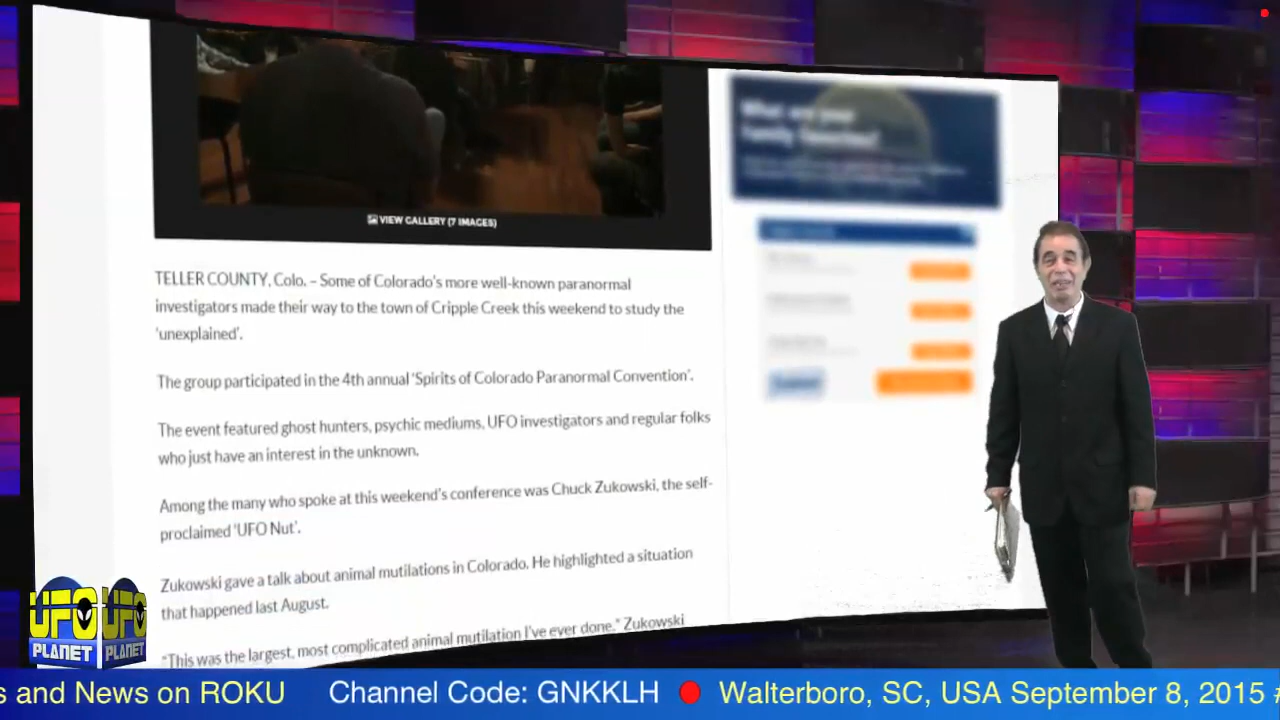 What are your
Family Favorites?
VIEW GALLERY (7 IMAGES)
TELLER COUNTY, Colo. – Some of Colorado's more well-known paranormal
investigators made their way to the town of Cripple Creek this weekend to study the
'unexplained'.
The group participated in the 4th annual 'Spirits of Colorado Paranormal Convention'.
The event featured ghost hunters, psychic mediums, UFO investigators and regular folks
who just have an interest in the unknown.
Among the many who spoke at this weekend's conference was Chuck Zukowski, the self-
proclaimed 'UFO Nut'.
Zukowski gave a talk about animal mutilations in Colorado. He highlighted a situation
that happened last August.
"This was the largest, most complicated animal mutilation I've ever done." Zukowski
UFO UFO
PLANET PLANET
s and News on ROKU Channel Code: GNKKLH Walterboro, SC, USA September 8, 2015 #